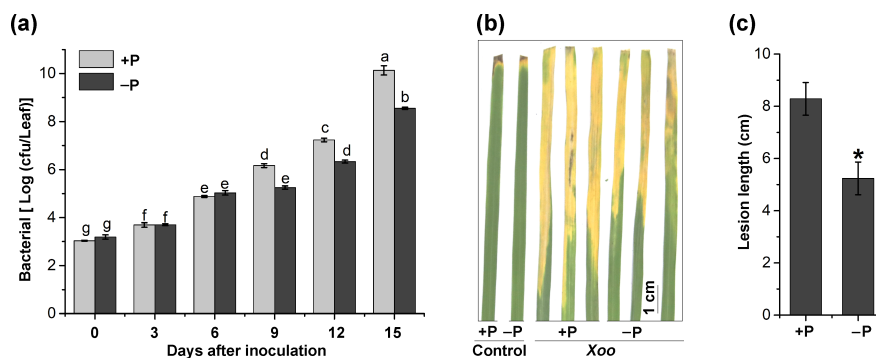 (a)
Bacterial [ Log (cfu/Leaf)]
10
8
6
4
2
0
+P
–P
g g
f f
e e
d e
c d
a b
0 3 6 9 12 15
Days after inoculation
(b)
1 cm
+P –P +P –P
Control Xoo
(c)
Lesion length (cm)
10
8
6
4
2
0
*
+P –P